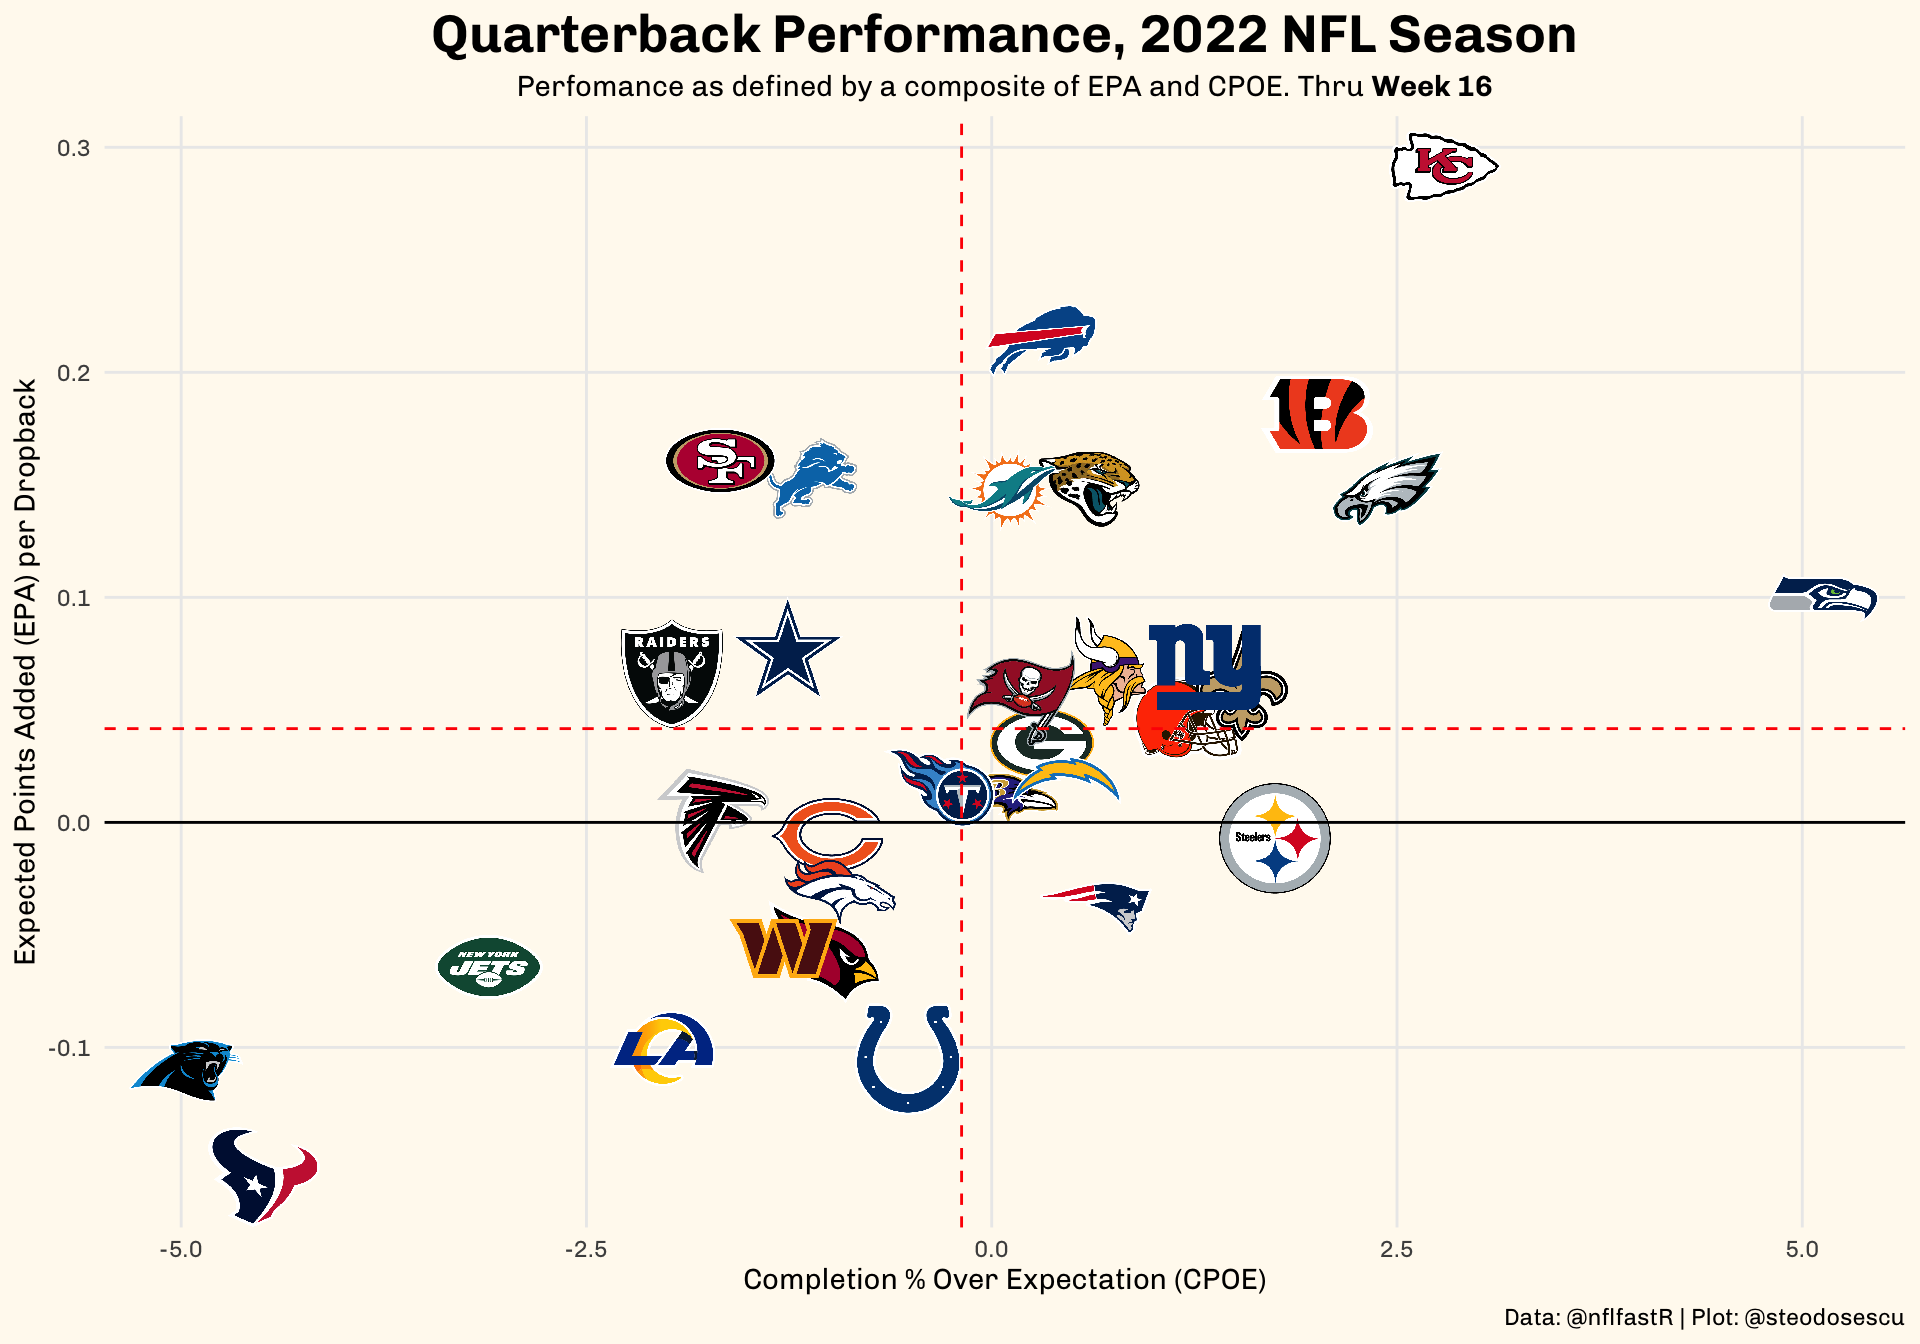 Quarterback Performance, 2022 NFL Season
Perfomance as defined by a composite of EPA and CPOE. Thru Week 16
Expected Points Added (EPA) per Dropback
0.3
0.2
0.1
0.0
-0.1
KC
SF
RAIDERS
ny
G
B
T
C
Steelers
NEW YORK
JETS
W
LA
-5.0
-2.5
0.0
2.5
5.0
Completion % Over Expectation (CPOE)
Data: @nflfastR | Plot: @steodosescu